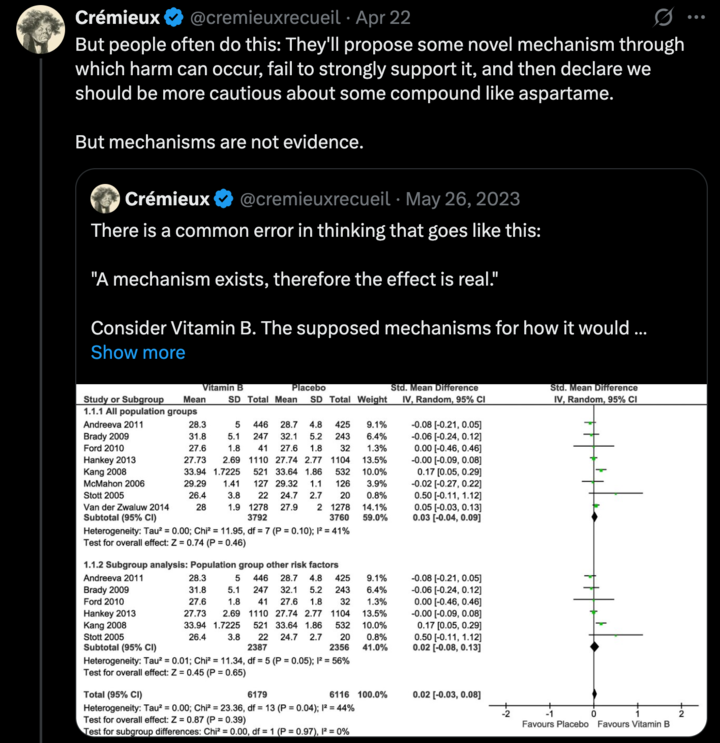 Crémieux @cremieuxrecueil · Apr 22
But people often do this: They'll propose some novel mechanism through
which harm can occur, fail to strongly support it, and then declare we
should be more cautious about some compound like aspartame.
But mechanisms are not evidence.
Crémieux @cremieuxrecueil · May 26, 2023
There is a common error in thinking that goes like this:
"A mechanism exists, therefore the effect is real."
Consider Vitamin B. The supposed mechanisms for how it would ...
Show more
Vitamin B Placebo Std. Mean Difference Std. Mean Difference
Study or Subgroup Mean SD Total Mean SD Total Weight IV, Random, 95% CI IV, Random, 95% CI
1.1.1 All population groups
Andreeva 2011 28.3 5 446 28.7 4.8 425 9.1% -0.08 [-0.21, 0.05]
Brady 2009 31.8 5.1 247 32.1 5.2 243 6.4% -0.06 [-0.24, 0.12]
Ford 2010 27.6 1.8 41 27.6 1.8 32 1.3% 0.00 [-0.46, 0.46]
Hankey 2013 27.73 2.69 1110 27.74 2.77 1104 13.5% -0.00 [-0.09, 0.08]
Kang 2008 33.94 1.7225 521 33.64 1.86 532 10.0% 0.17 [0.05, 0.29]
McMahon 2006 29.29 1.41 127 29.32 1.1 126 3.9% -0.02 [-0.27, 0.22]
Stott 2005 26.4 3.8 22 24.7 2.7 20 0.8% 0.50 [-0.11, 1.12]
Van der Zwaluw 2014 28 1.9 1278 27.9 2 1278 14.1% 0.05 [-0.03, 0.13]
Subtotal (95% CI) 3792 3760 59.0% 0.03 [-0.04, 0.09]
Heterogeneity: Tau² = 0.00; Chi² = 11.95, df = 7 (P = 0.10); I² = 41%
Test for overall effect: Z = 0.74 (P = 0.46)
1.1.2 Subgroup analysis: Population group other risk factors
Andreeva 2011 28.3 5 446 28.7 4.8 425 9.1% -0.08 [-0.21, 0.05]
Brady 2009 31.8 5.1 247 32.1 5.2 243 6.4% -0.06 [-0.24, 0.12]
Ford 2010 27.6 1.8 41 27.6 1.8 32 1.3% 0.00 [-0.46, 0.46]
Hankey 2013 27.73 2.69 1110 27.74 2.77 1104 13.5% -0.00 [-0.09, 0.08]
Kang 2008 33.94 1.7225 521 33.64 1.86 532 10.0% 0.17 [0.05, 0.29]
Stott 2005 26.4 3.8 22 24.7 2.7 20 0.8% 0.50 [-0.11, 1.12]
Subtotal (95% CI) 2387 2356 41.0% 0.02 [-0.08, 0.13]
Heterogeneity: Tau² = 0.01; Chi² = 11.34, df = 5 (P = 0.05); I² = 56%
Test for overall effect: Z = 0.45 (P = 0.65)
Total (95% CI) 6179 6116 100.0% 0.02 [-0.03, 0.08]
Heterogeneity: Tau² = 0.00; Chi² = 23.36, df = 13 (P = 0.04); I² = 44%
Test for overall effect: Z = 0.87 (P = 0.39)
Test for subgroup differences: Chi² = 0.00, df = 1 (P = 0.97), I² = 0%
-2 -1 0 1 2
Favours Placebo Favours Vitamin B